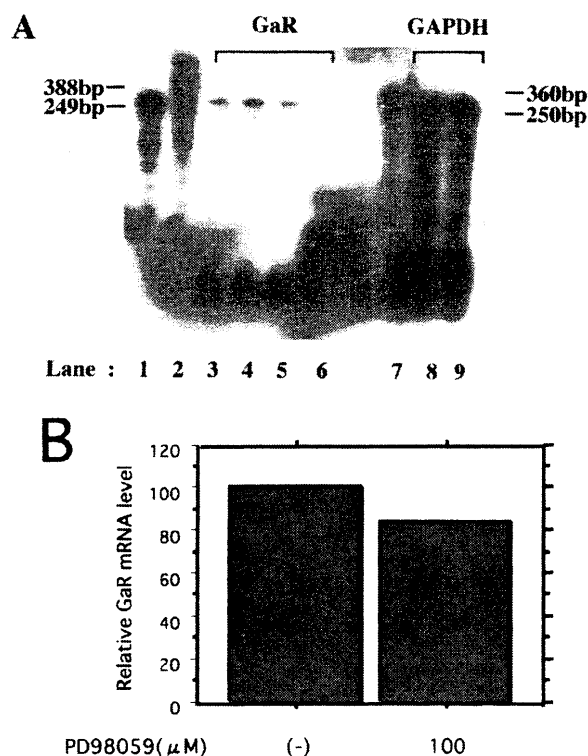 A
GaR
GAPDH
388bp
249bp
360bp
250bp
Lane : 1 2 3 4 5 6 7 8 9
B
Relative GaR mRNA level
120
100
80
60
40
20
0
PD98059(μM) (-) 100